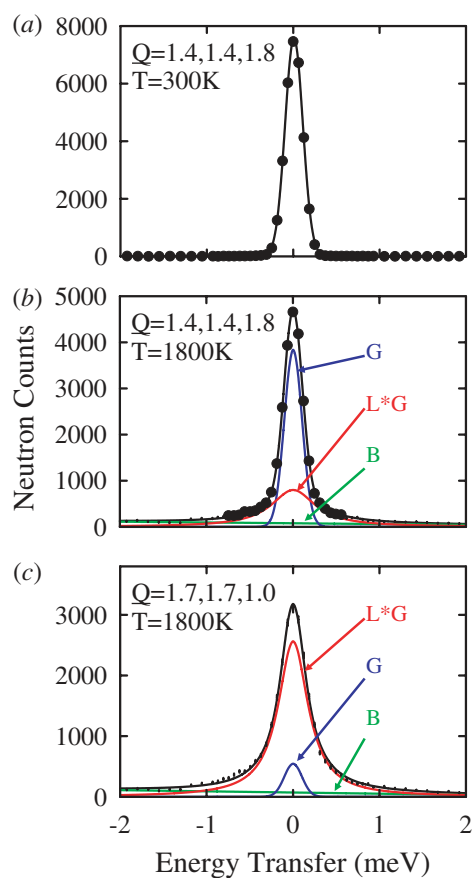 (a)
8000
6000
4000
2000
0
Q=1.4,1.4,1.8
T=300K
(b)
5000
4000
3000
2000
1000
0
Q=1.4,1.4,1.8
T=1800K
G
L*G
B
Neutron Counts
(c)
3000
2000
1000
0
Q=1.7,1.7,1.0
T=1800K
L*G
G
B
-2 -1 0 1 2
Energy Transfer (meV)